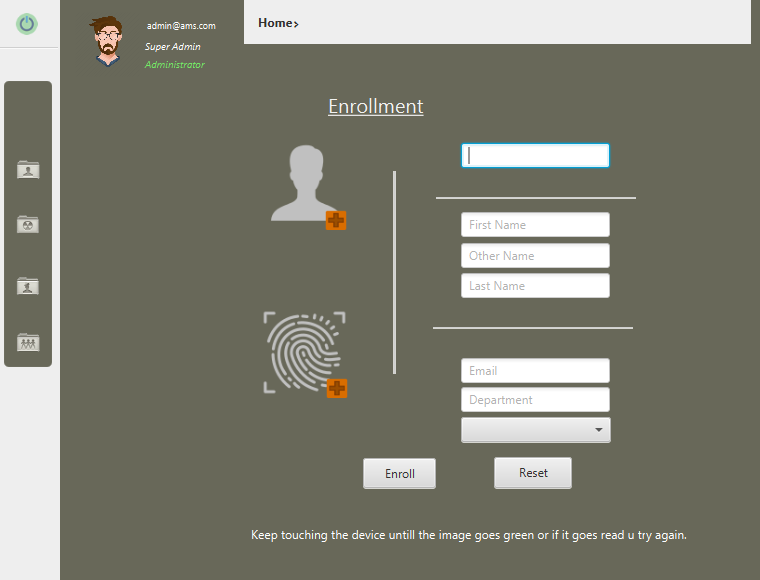 admin@ams.com
Super Admin
Administrator
Home>
Enrollment
First Name
Other Name
Last Name
Email
Department
Enroll
Reset
Keep touching the device untill the image goes green or if it goes read u try again.